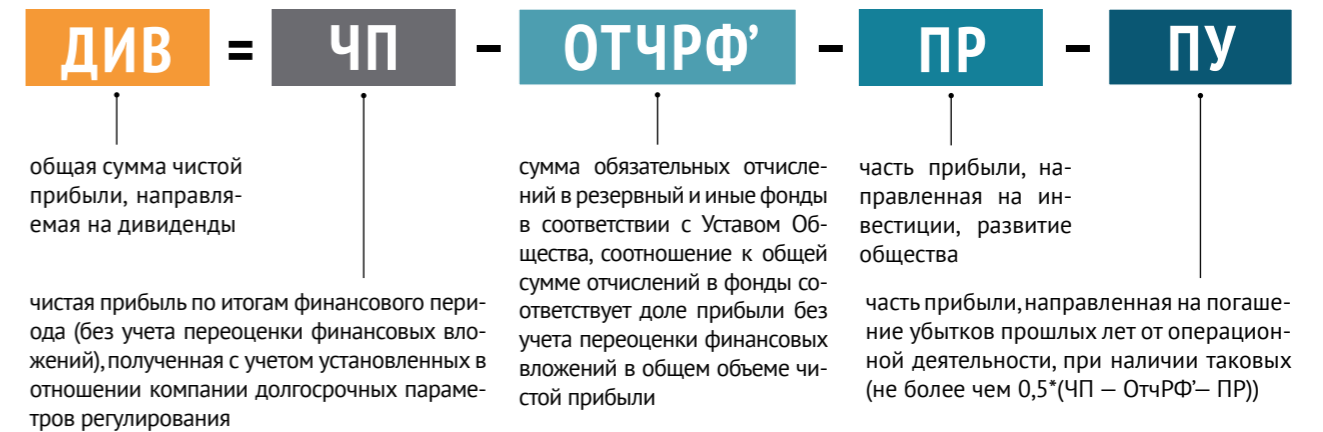 ДИВ = ЧП – ОТЧРФ’ – ПР – ПУ
общая сумма чистой
прибыли, направля-
емая на дивиденды
чистая прибыль по итогам финансового пери-
ода (без учета переоценки финансовых вло-
жений), полученная с учетом установленных в
отношении компании долгосрочных параме-
тров регулирования
сумма обязательных отчисле-
ний в резервный и иные фонды
в соответствии с Уставом Об-
щества, соотношение к общей
сумме отчислений в фонды со-
ответствует доле прибыли без
учета переоценки финансовых
вложений в общем объеме чи-
стой прибыли
часть прибыли, на-
правленная на ин-
вестиции, развитие
общества
часть прибыли, направленная на погаше-
ние убытков прошлых лет от операцион-
ной деятельности, при наличии таковых
(не более чем 0,5*(ЧП — ОтчРФ’— ПР))